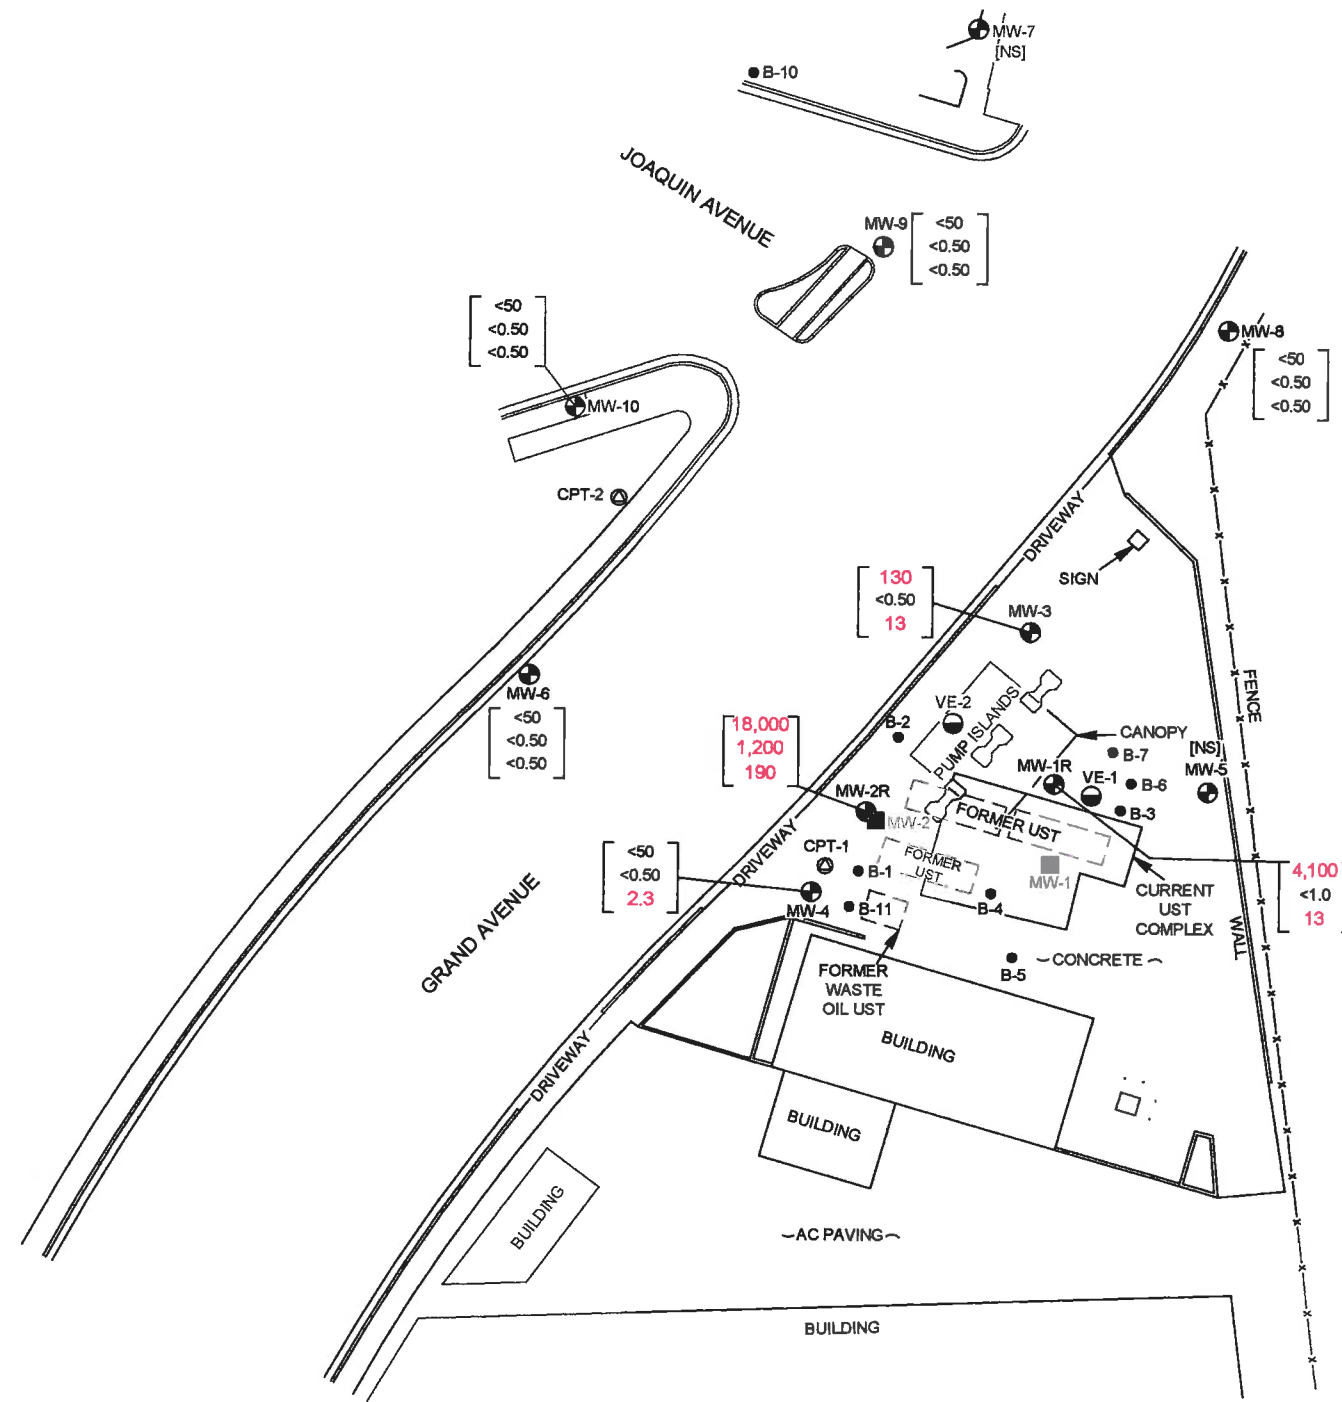 MW-7
[NS]
B-10
JOAQUIN AVENUE
MW-9
<50
<0.50
<0.50
<50
<0.50
<0.50
MW-10
MW-8
<50
<0.50
<0.50
CPT-2
DRIVEWAY
SIGN
130
<0.50
13
MW-3
MW-6
<50
<0.50
<0.50
FENCE
VE-2
B-2
PUMP ISLANDS
CANOPY
B-7
[NS]
MW-5
18,000
1,200
190
MW-1R
VE-1
B-6
B-3
MW-2R
MW-2
FORMER UST
DRIVEWAY
CPT-1
B-1
FORMER
UST
MW-1
<50
<0.50
2.3
MW-4
B-11
B-4
CURRENT
UST
COMPLEX
4,100
<1.0
13
WALL
GRAND AVENUE
FORMER
WASTE
OIL UST
B-5
CONCRETE
BUILDING
DRIVEWAY
BUILDING
BUILDING
AC PAVING
BUILDING